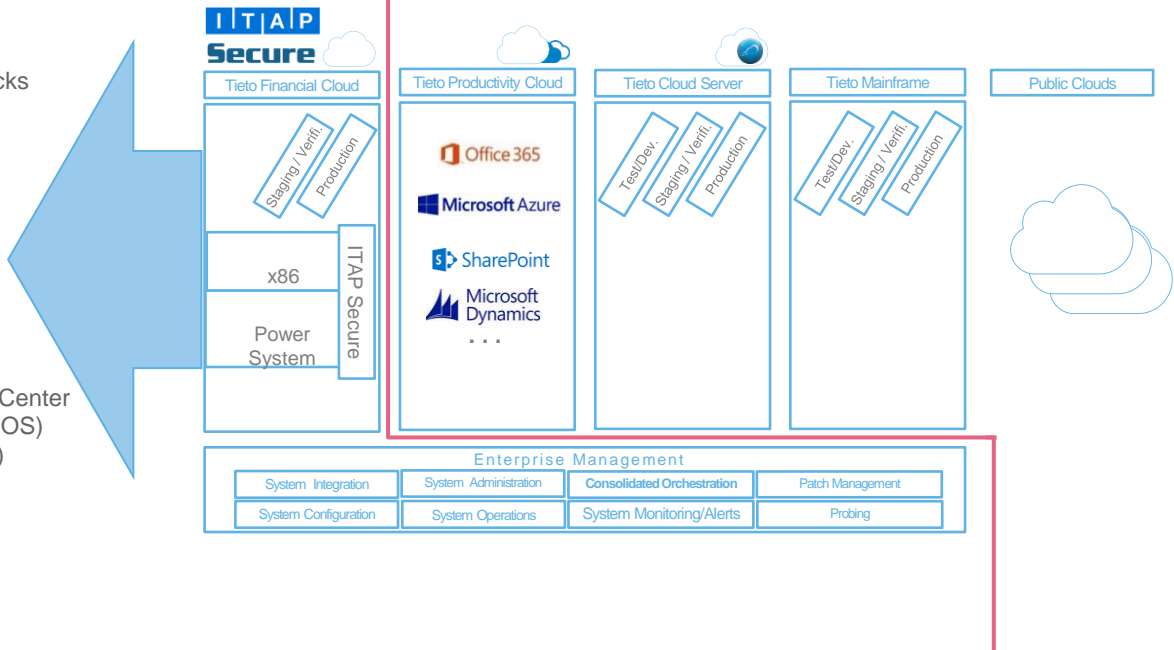 cks
Center
OS)
)
ITAP
Secure
Tieto Financial Cloud
Staging / Verifi.
Production
x86
Power
System
ITAP Secure
Tieto Productivity Cloud
Office 365
Microsoft Azure
SharePoint
Microsoft
Dynamics
. . .
Tieto Cloud Server
Test/Dev.
Staging / Verifi.
Production
Tieto Mainframe
Test/Dev.
Staging / Verifi.
Production
Public Clouds
Enterprise Management
System Integration
System Administration
Consolidated Orchestration
Patch Management
System Configuration
System Operations
System Monitoring/Alerts
Probing